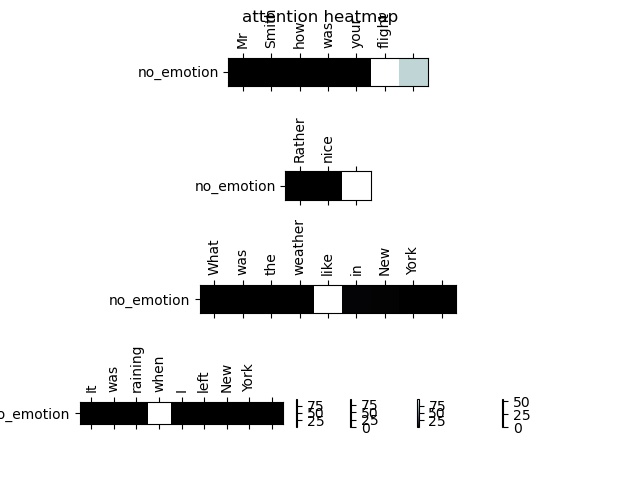 attention heatmap
Mr Smith how was your flight
no_emotion
Rather nice
no_emotion
What was the weather like in New York
no_emotion
It was raining when I left New York
o_emotion
75 50 25
75 50 25 0
75 50 25
50 25 0